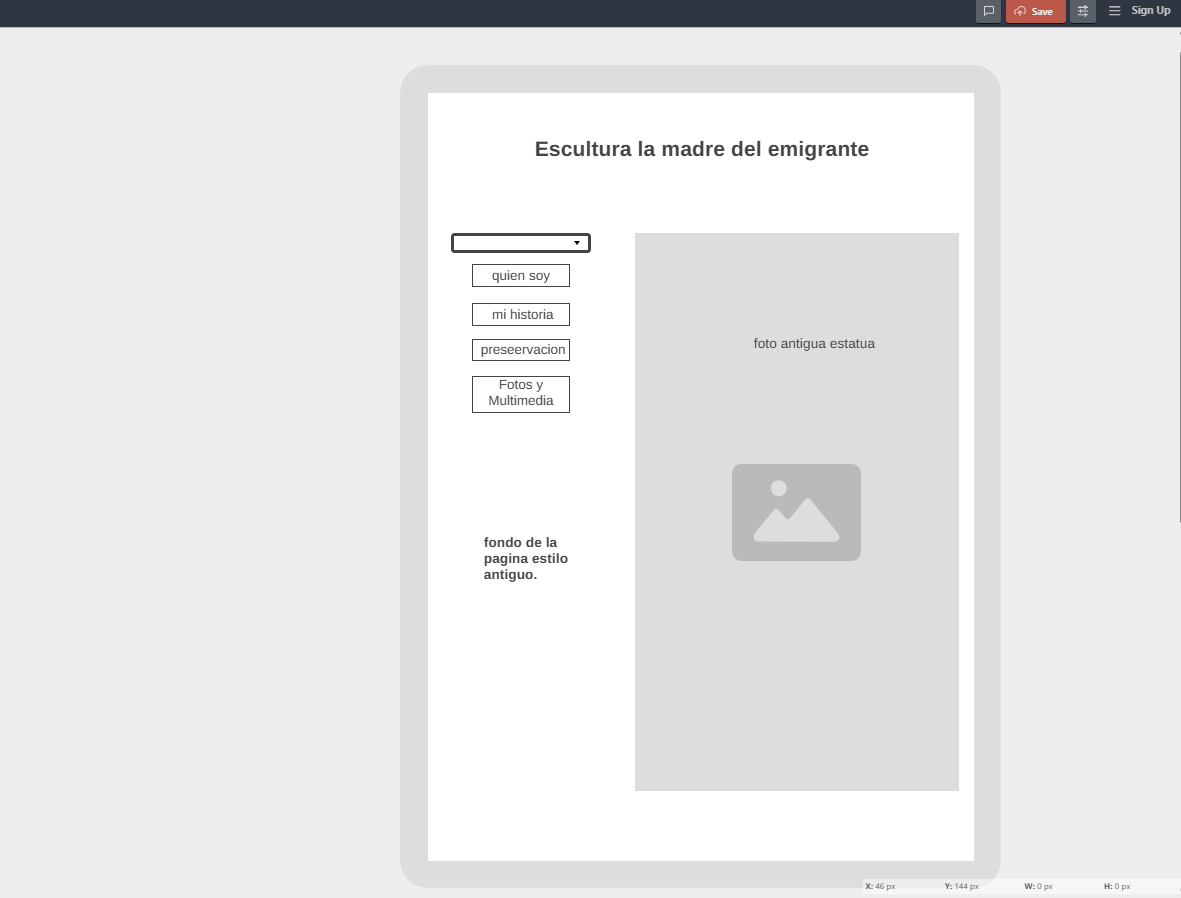 Save
Sign Up
Escultura la madre del emigrante
quien soy
mi historia
preseervacion
Fotos y
Multimedia
foto antigua estatua
fondo de la
pagina estilo
antiguo.
X: 46 px
Y: 144 px
W: 0 px
H: 0 px